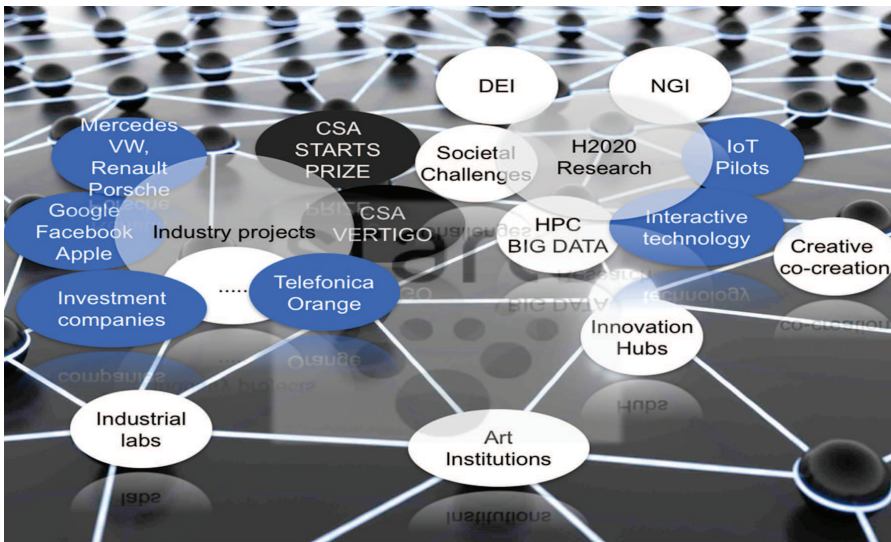 DEI
NGI
Mercedes
VW,
Renault
Porsche
CSA
STARTS
PRIZE
Societal
Challenges
H2020
Research
IoT
Pilots
Google
Facebook
Apple
Industry projects
CSA
VERTIGO
HPC
BIG DATA
Interactive
technology
Creative
co-creation
Investment
companies
.....
Telefonica
Orange
Innovation
Hubs
Industrial
labs
Art
Institutions